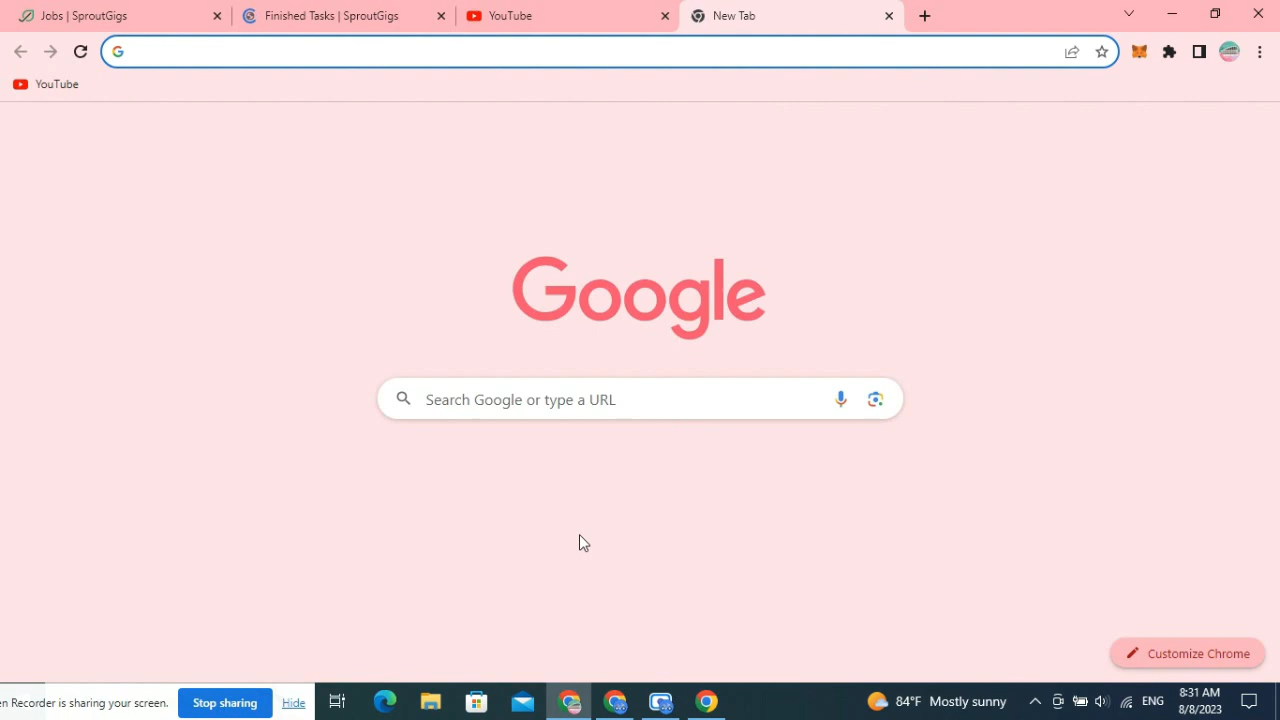 Jobs | SproutGigs
Finished Tasks | SproutGigs
YouTube
New Tab
YouTube
Google
Search Google or type a URL
Customize Chrome
en Recorder is sharing your screen.
Stop sharing
Hide
84°F Mostly sunny
ENG
8:31 AM
8/8/2023